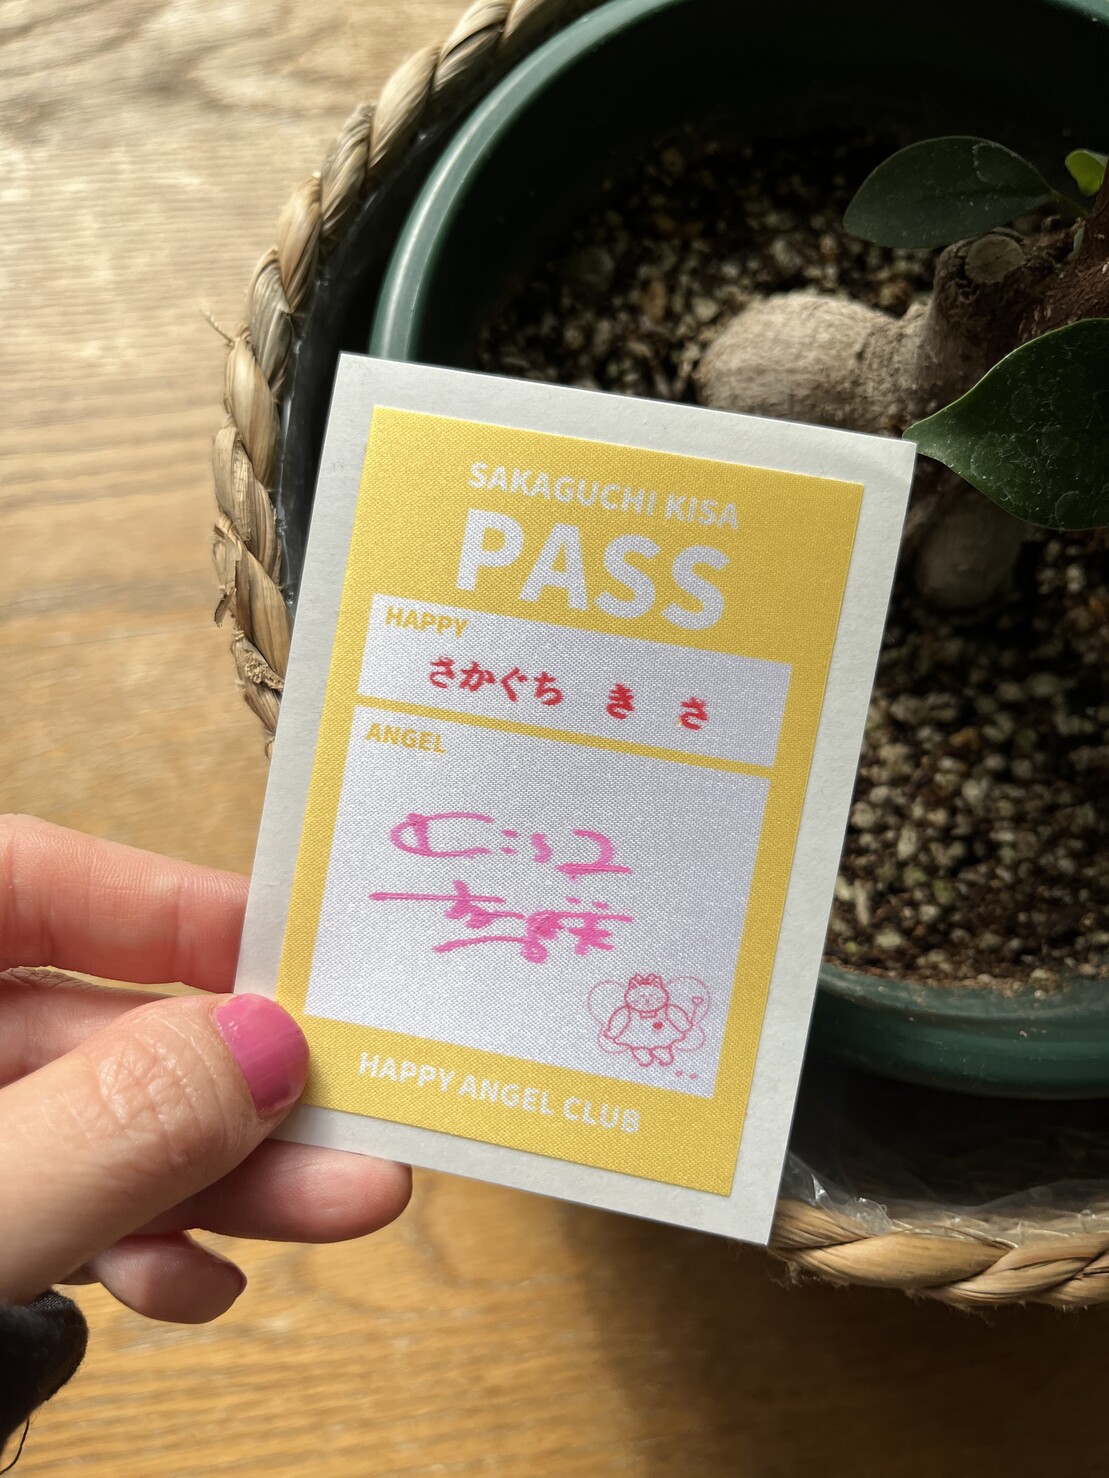 SAKAGUCHI KISA
PASS
HAPPY
さかぐち き さ
ANGEL
HAPPY ANGEL CLUB